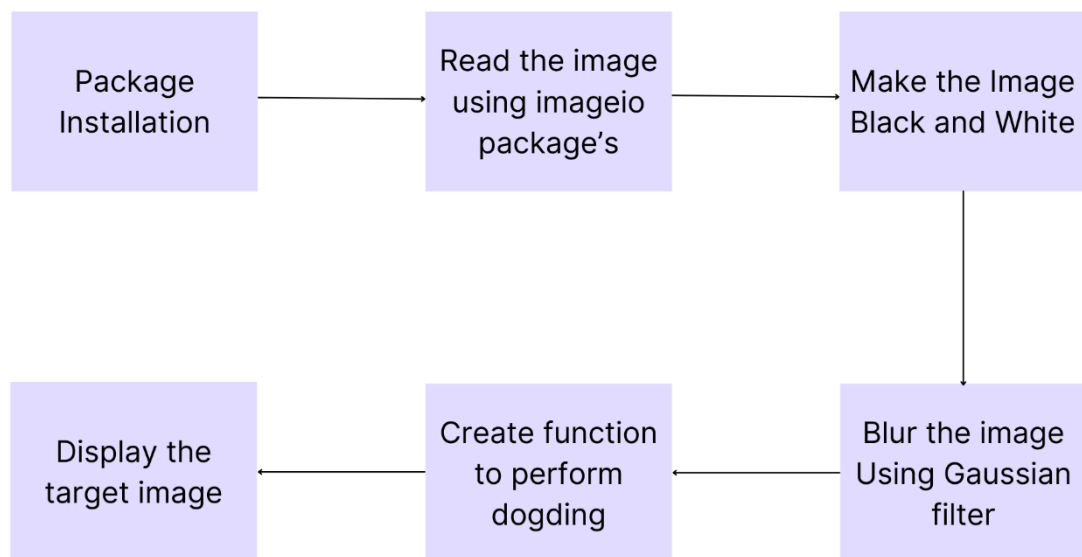 Package
Installation
Read the image
using imageio
package’s
Make the Image
Black and White
Blur the image
Using Gaussian
filter
Create function
to perform
dogding
Display the
target image